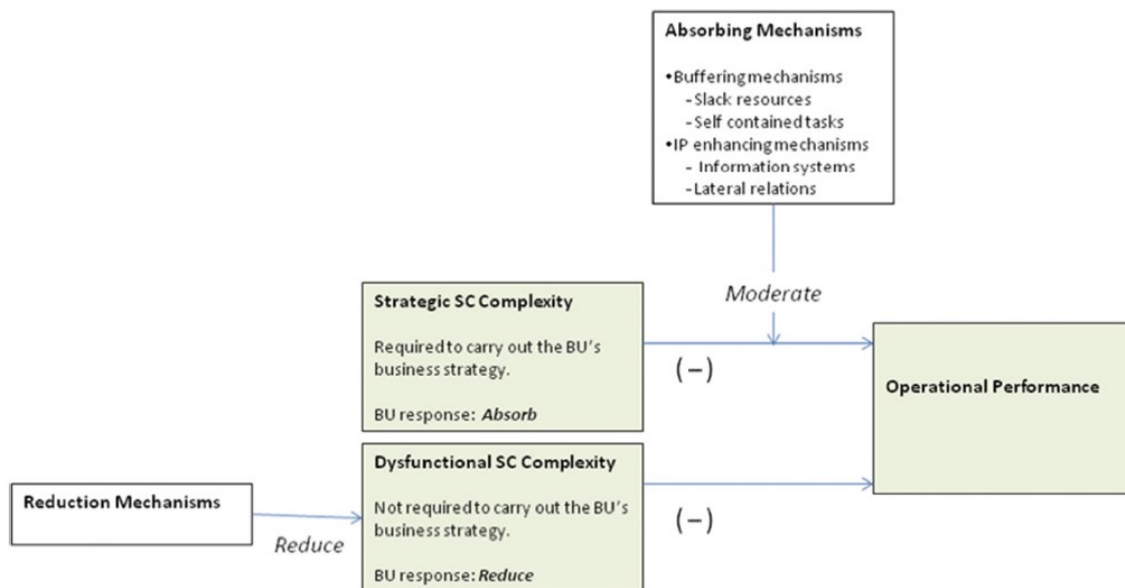 Absorbing Mechanisms
•Buffering mechanisms
- Slack resources
- Self contained tasks
•IP enhancing mechanisms
- Information systems
- Lateral relations
Moderate
Strategic SC Complexity
Required to carry out the BU's
business strategy.
BU response: Absorb
(−)
Operational Performance
Dysfunctional SC Complexity
Not required to carry out the BU's
business strategy.
BU response: Reduce
(−)
Reduction Mechanisms
Reduce